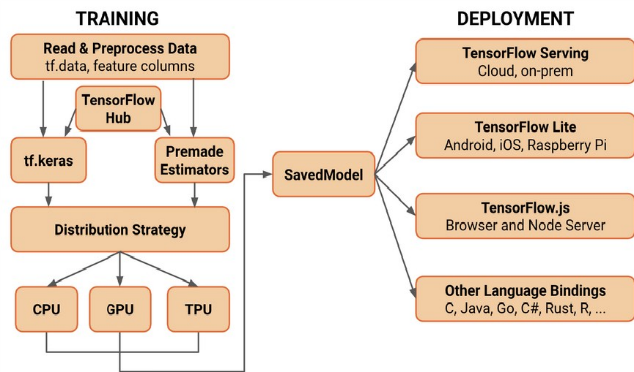 TRAINING
Read & Preprocess Data
tf.data, feature columns
TensorFlow
Hub
tf.keras
Premade
Estimators
Distribution Strategy
CPU
GPU
TPU
SavedModel
DEPLOYMENT
TensorFlow Serving
Cloud, on-prem
TensorFlow Lite
Android, iOS, Raspberry Pi
TensorFlow.js
Browser and Node Server
Other Language Bindings
C, Java, Go, C#, Rust, R, ...